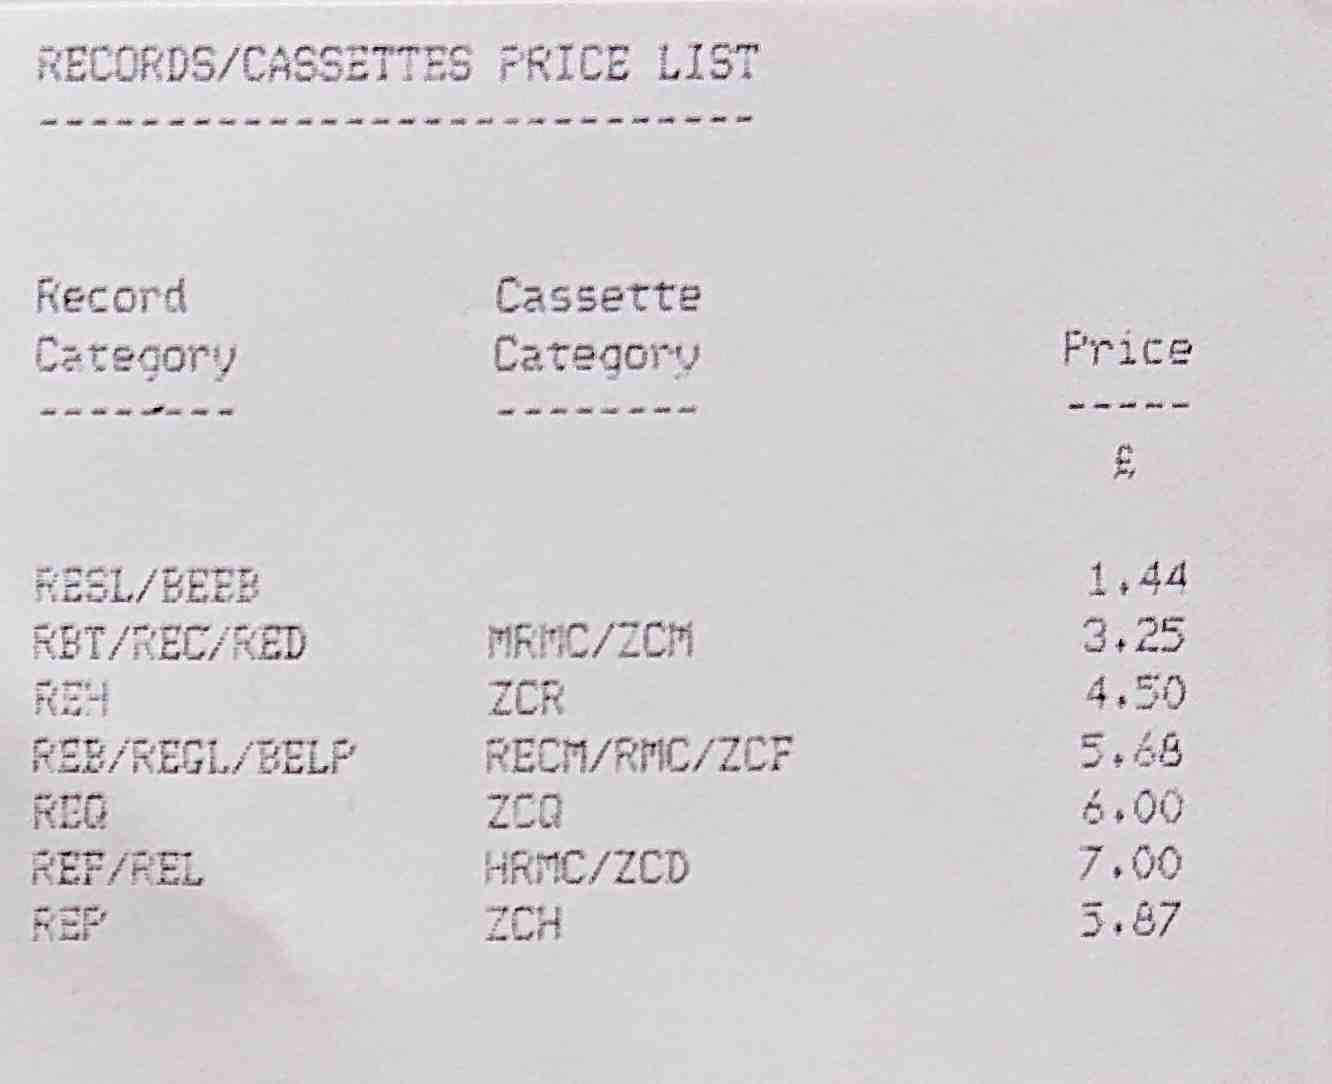 RECORDS/CASSETTES PRICE LIST
----------------------------
Record Cassette
Category Category Price
-------- -------- -----
£
RESL/BEEB 1.44
RBT/REC/RED MRMC/ZCM 3.25
REH ZCR 4.50
REB/REGL/BELP RECM/RMC/ZCF 5.68
REQ ZCQ 6.00
REF/REL HRMC/ZCD 7.00
REP ZCH 5.87